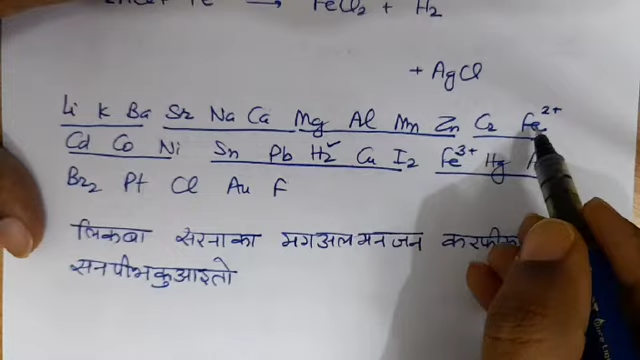 → FeCl2 + H2
+ AgCl
Li K Ba Sr Na Ca Mg Al Mn Zn Cr Fe2+
Cd Co Ni Sn Pb H2 Cu I2 Fe3+ Hg
Br2 Pt Cl Au F
लिकबा सरनाका मगअलमनजन
सनपीभकुआइतो